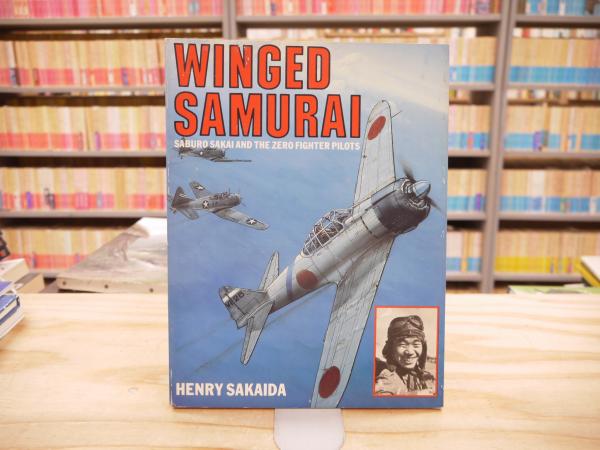 WINGED
SAMURAI
SABURO SAKAI AND THE ZERO FIGHTER PILOTS
HENRY SAKAIDA